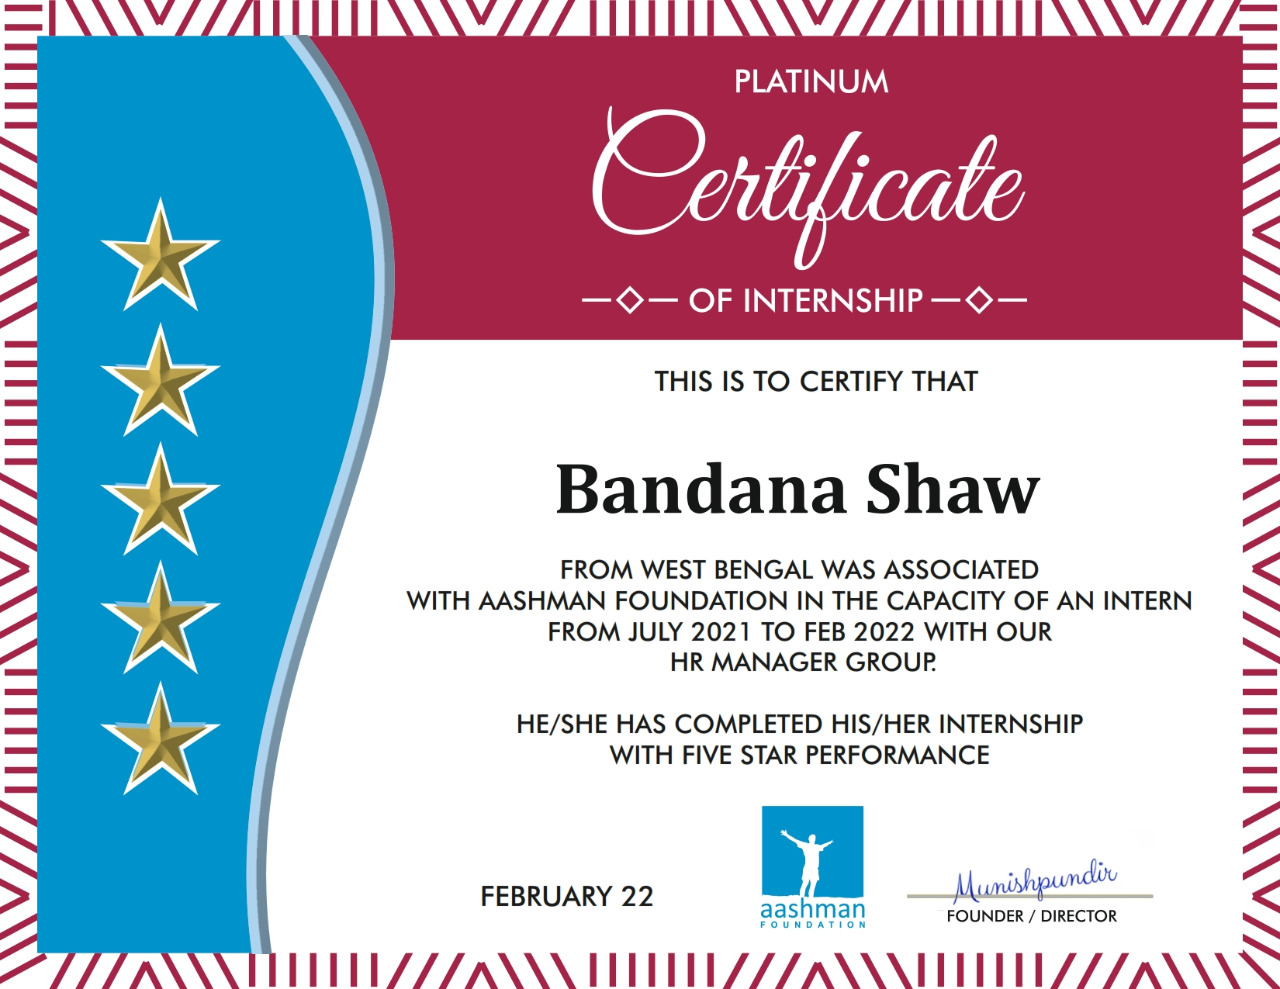 PLATINUM
Certificate
OF INTERNSHIP
THIS IS TO CERTIFY THAT
Bandana Shaw
FROM WEST BENGAL WAS ASSOCIATED
WITH AASHMAN FOUNDATION IN THE CAPACITY OF AN INTERN
FROM JULY 2021 TO FEB 2022 WITH OUR
HR MANAGER GROUP.
HE/SHE HAS COMPLETED HIS/HER INTERNSHIP
WITH FIVE STAR PERFORMANCE
FEBRUARY 22
aashman
FOUNDATION
Munishpundir
FOUNDER / DIRECTOR